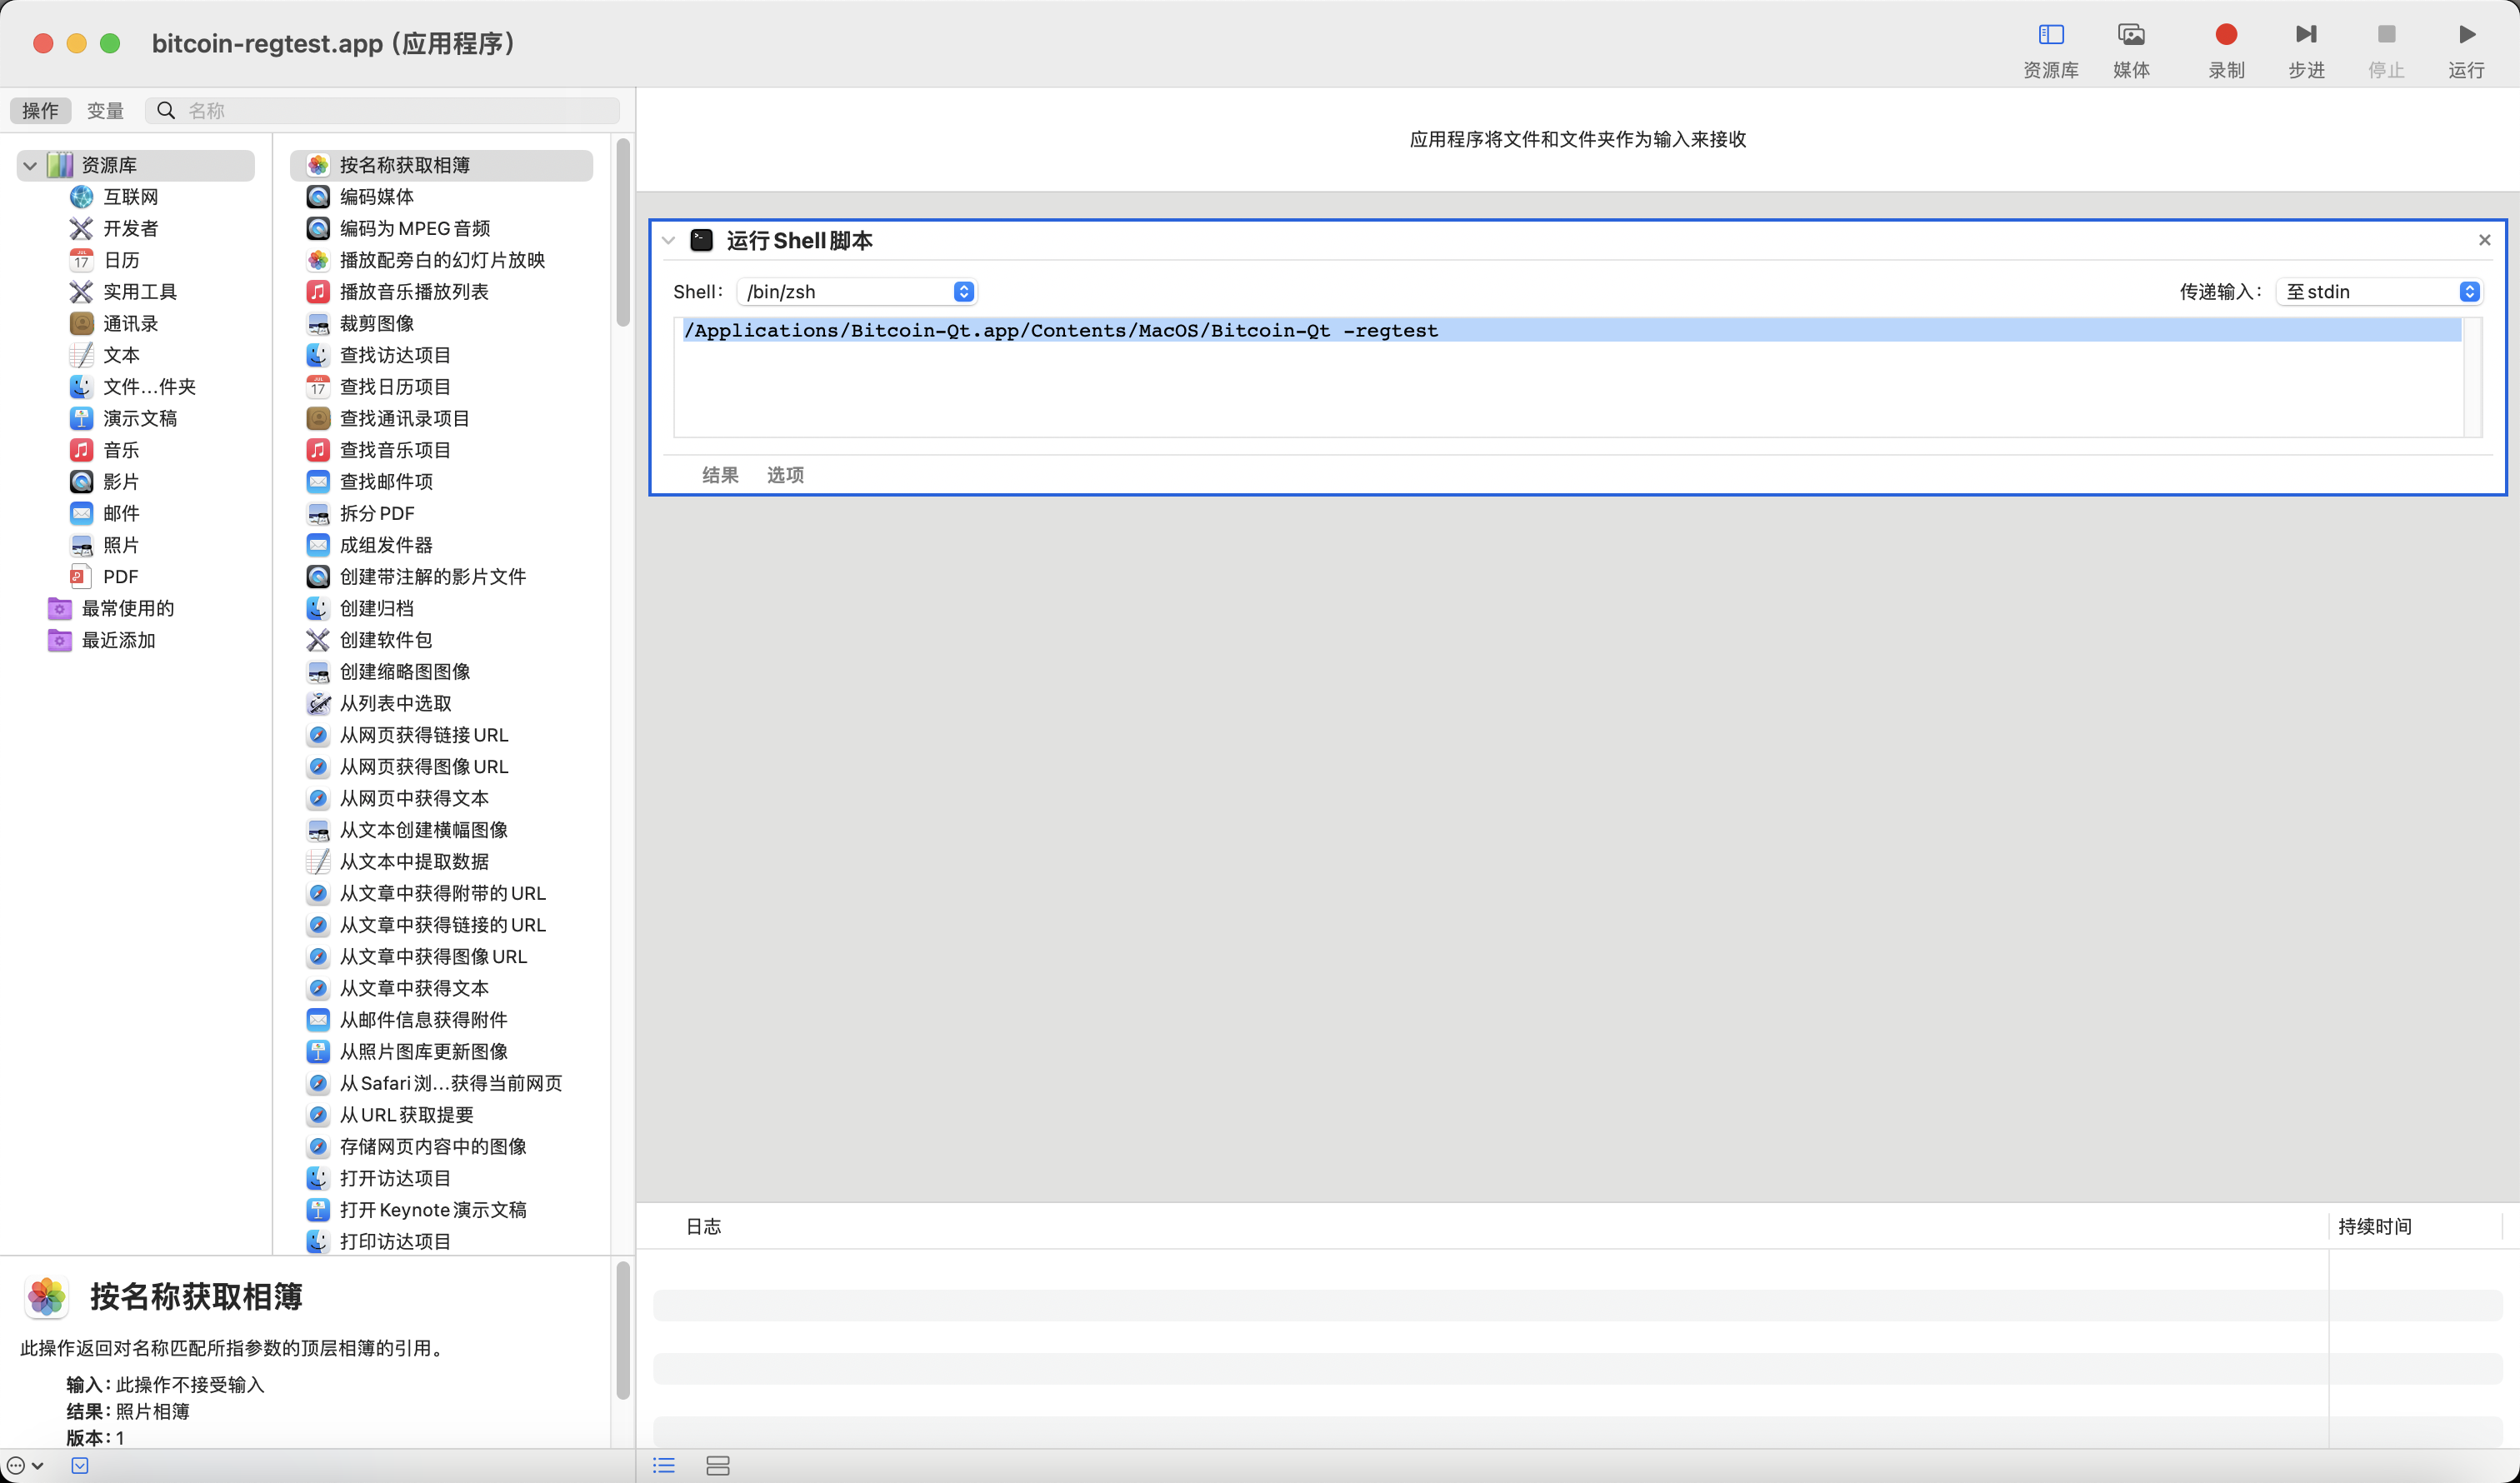 bitcoin-regtest.app (应用程序)
资源库
媒体
录制
步进
停止
运行
操作
变量
名称
资源库
互联网
开发者
日历
实用工具
通讯录
文本
文件...件夹
演示文稿
音乐
影片
邮件
照片
PDF
最常使用的
最近添加
按名称获取相簿
编码媒体
编码为 MPEG 音频
播放配旁白的幻灯片放映
播放音乐播放列表
裁剪图像
查找访达项目
查找日历项目
查找通讯录项目
查找音乐项目
查找邮件项
拆分 PDF
成组发件器
创建带注解的影片文件
创建归档
创建软件包
创建缩略图图像
从列表中选取
从网页获得链接 URL
从网页获得图像 URL
从网页中获得文本
从文本创建横幅图像
从文本中提取数据
从文章中获得附带的 URL
从文章中获得链接的 URL
从文章中获得图像 URL
从文章中获得文本
从邮件信息获得附件
从照片图库更新图像
从 Safari 浏...获得当前网页
从 URL 获取提要
存储网页内容中的图像
打开访达项目
打开 Keynote 演示文稿
打印访达项目
按名称获取相簿
此操作返回对名称匹配所指参数的顶层相簿的引用。
输入：此操作不接受输入
结果：照片相簿
版本：1
应用程序将文件和文件夹作为输入来接收
运行 Shell 脚本
Shell： /bin/zsh
传递输入： 至 stdin
/Applications/Bitcoin-Qt.app/Contents/MacOS/Bitcoin-Qt -regtest
结果 选项
日志
持续时间